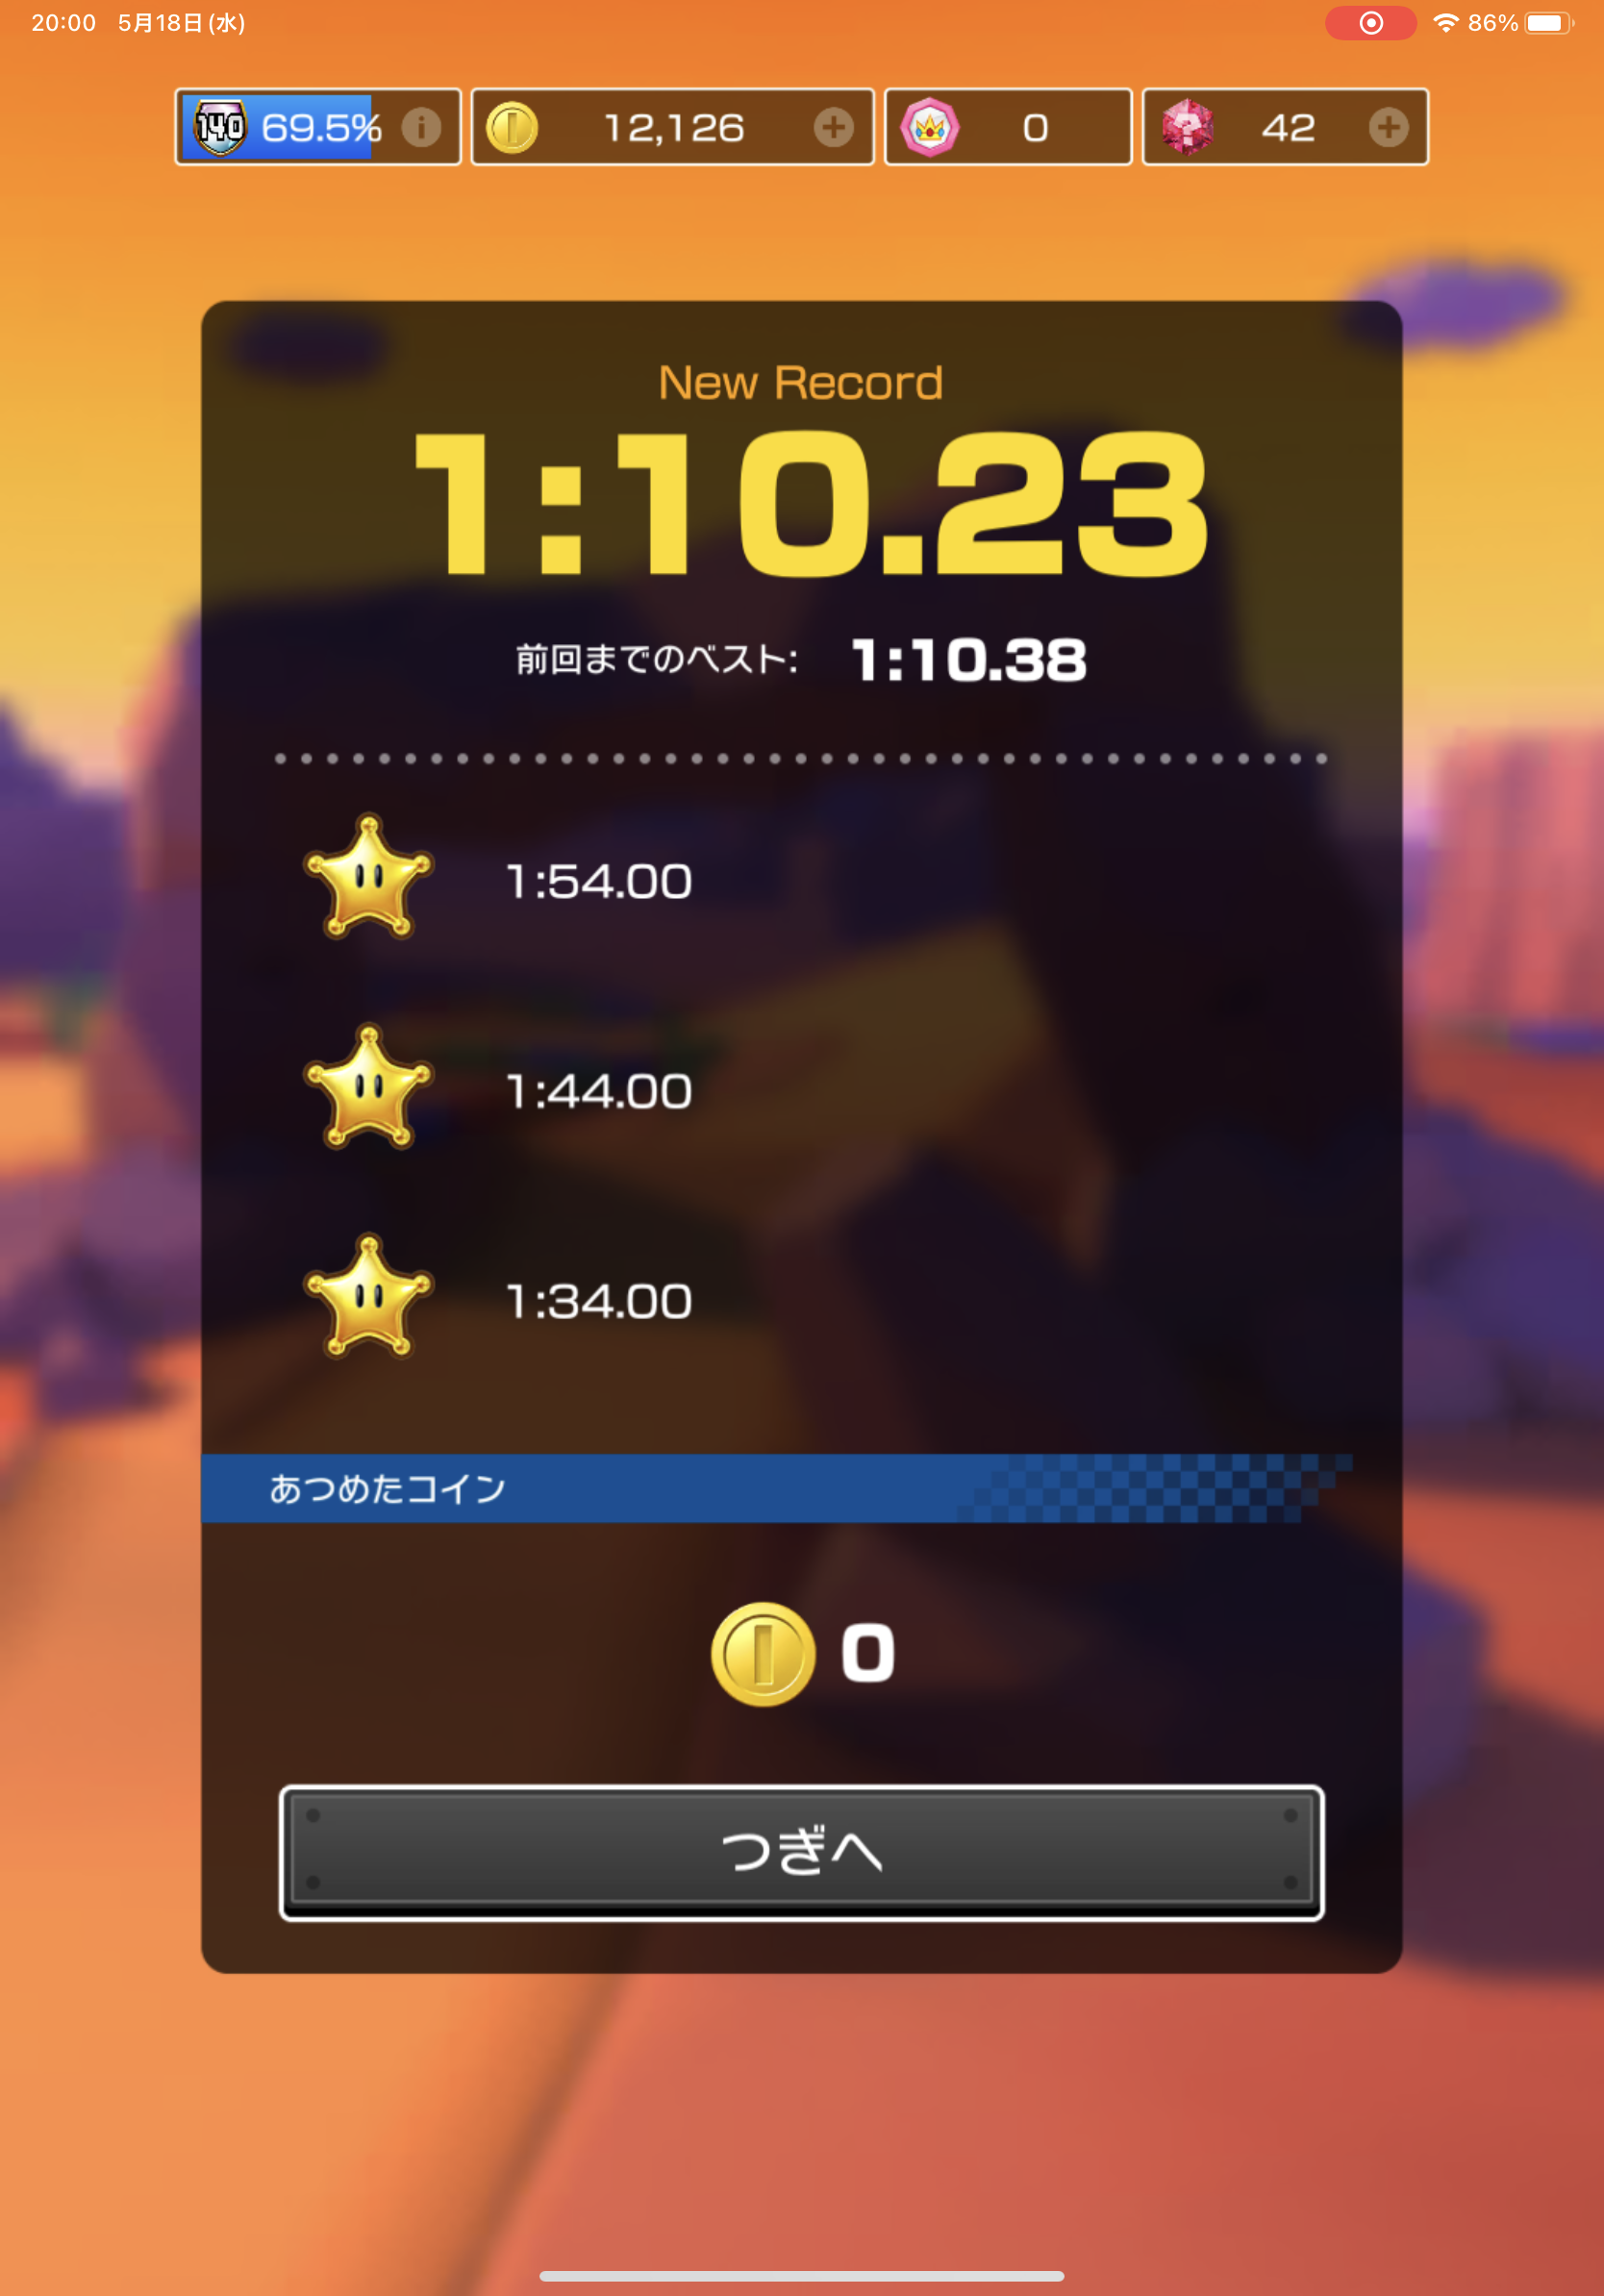 20:00 5月18日(水) 86%
140 69.5% 12,126 0 42
New Record
1:10.23
前回までのベスト: 1:10.38
1:54.00
1:44.00
1:34.00
あつめたコイン
0
つぎへ